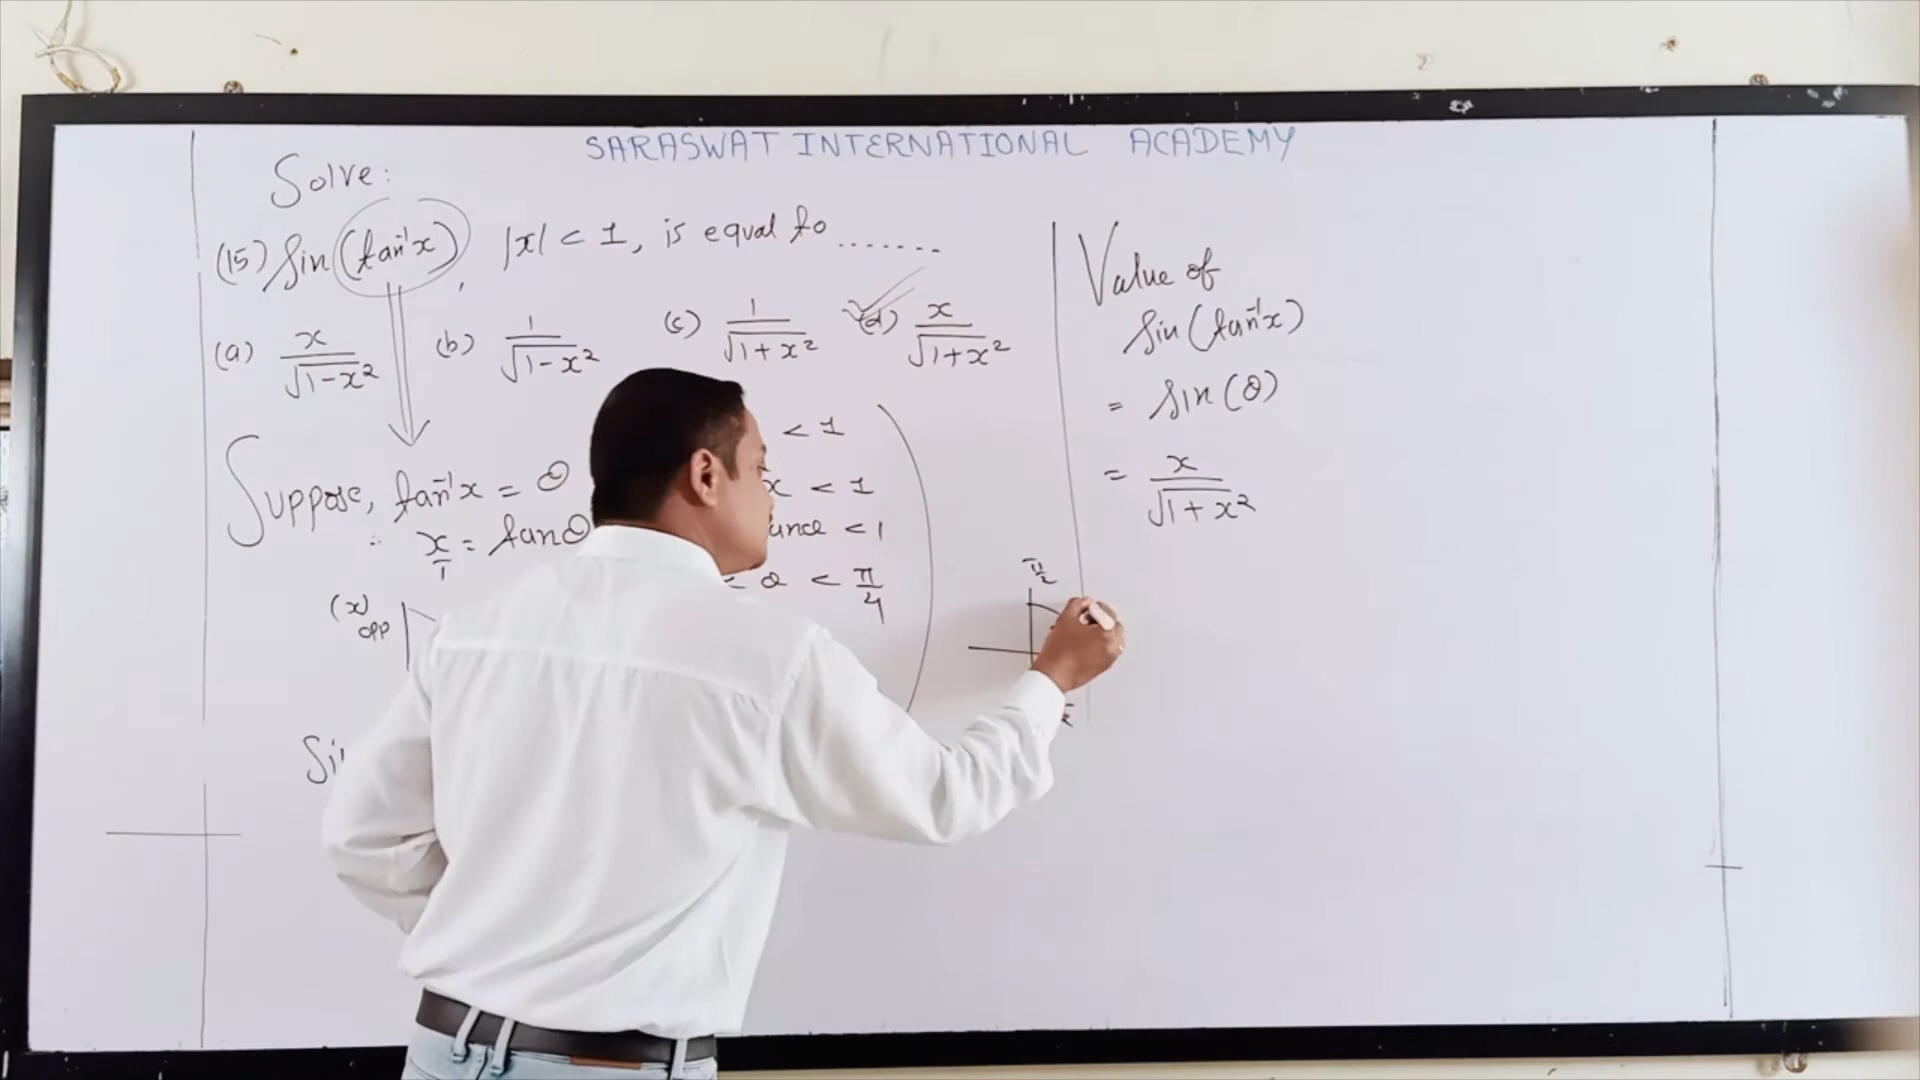 SARASWAT INTERNATIONAL ACADEMY
Solve:
(15) Sin (tan⁻¹x), |x| < 1, is equal to .......
(a) x/√1-x² (b) 1/√1-x² (c) 1/√1+x² (d) x/√1+x²
< 1
Suppose, tan⁻¹x = θ x < 1
∴ x/1 = tanθ < 1
< θ < π/4
(x)
opp
π/2
Value of
Sin (tan⁻¹x)
= Sin (θ)
= x/√1+x²